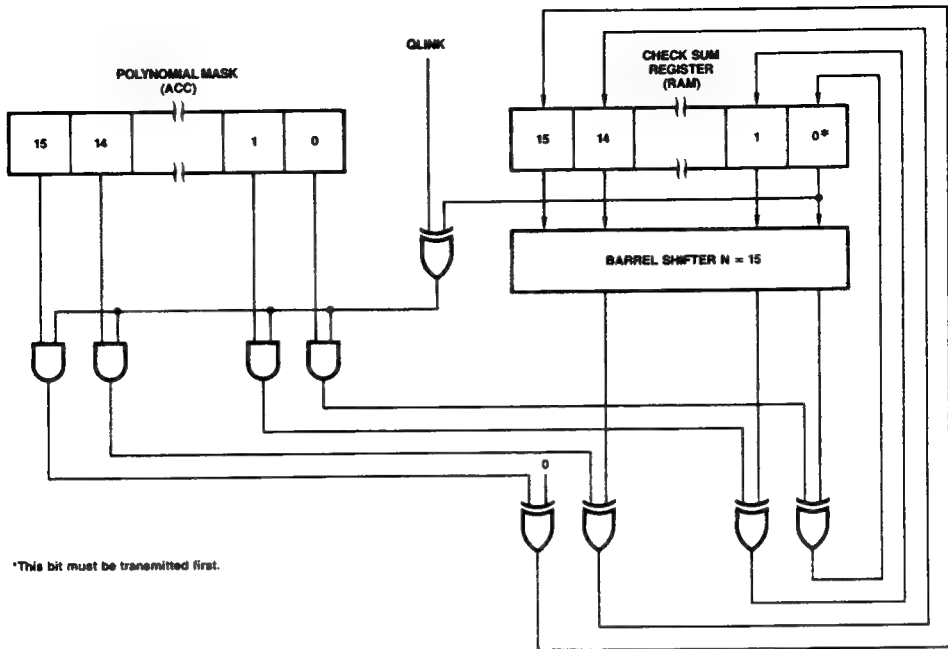 QLINK
POLYNOMIAL MASK
(ACC)
CHECK SUM
REGISTER
(RAM)
15 14 1 0
15 14 1 0*
BARREL SHIFTER N = 15
0
*This bit must be transmitted first.